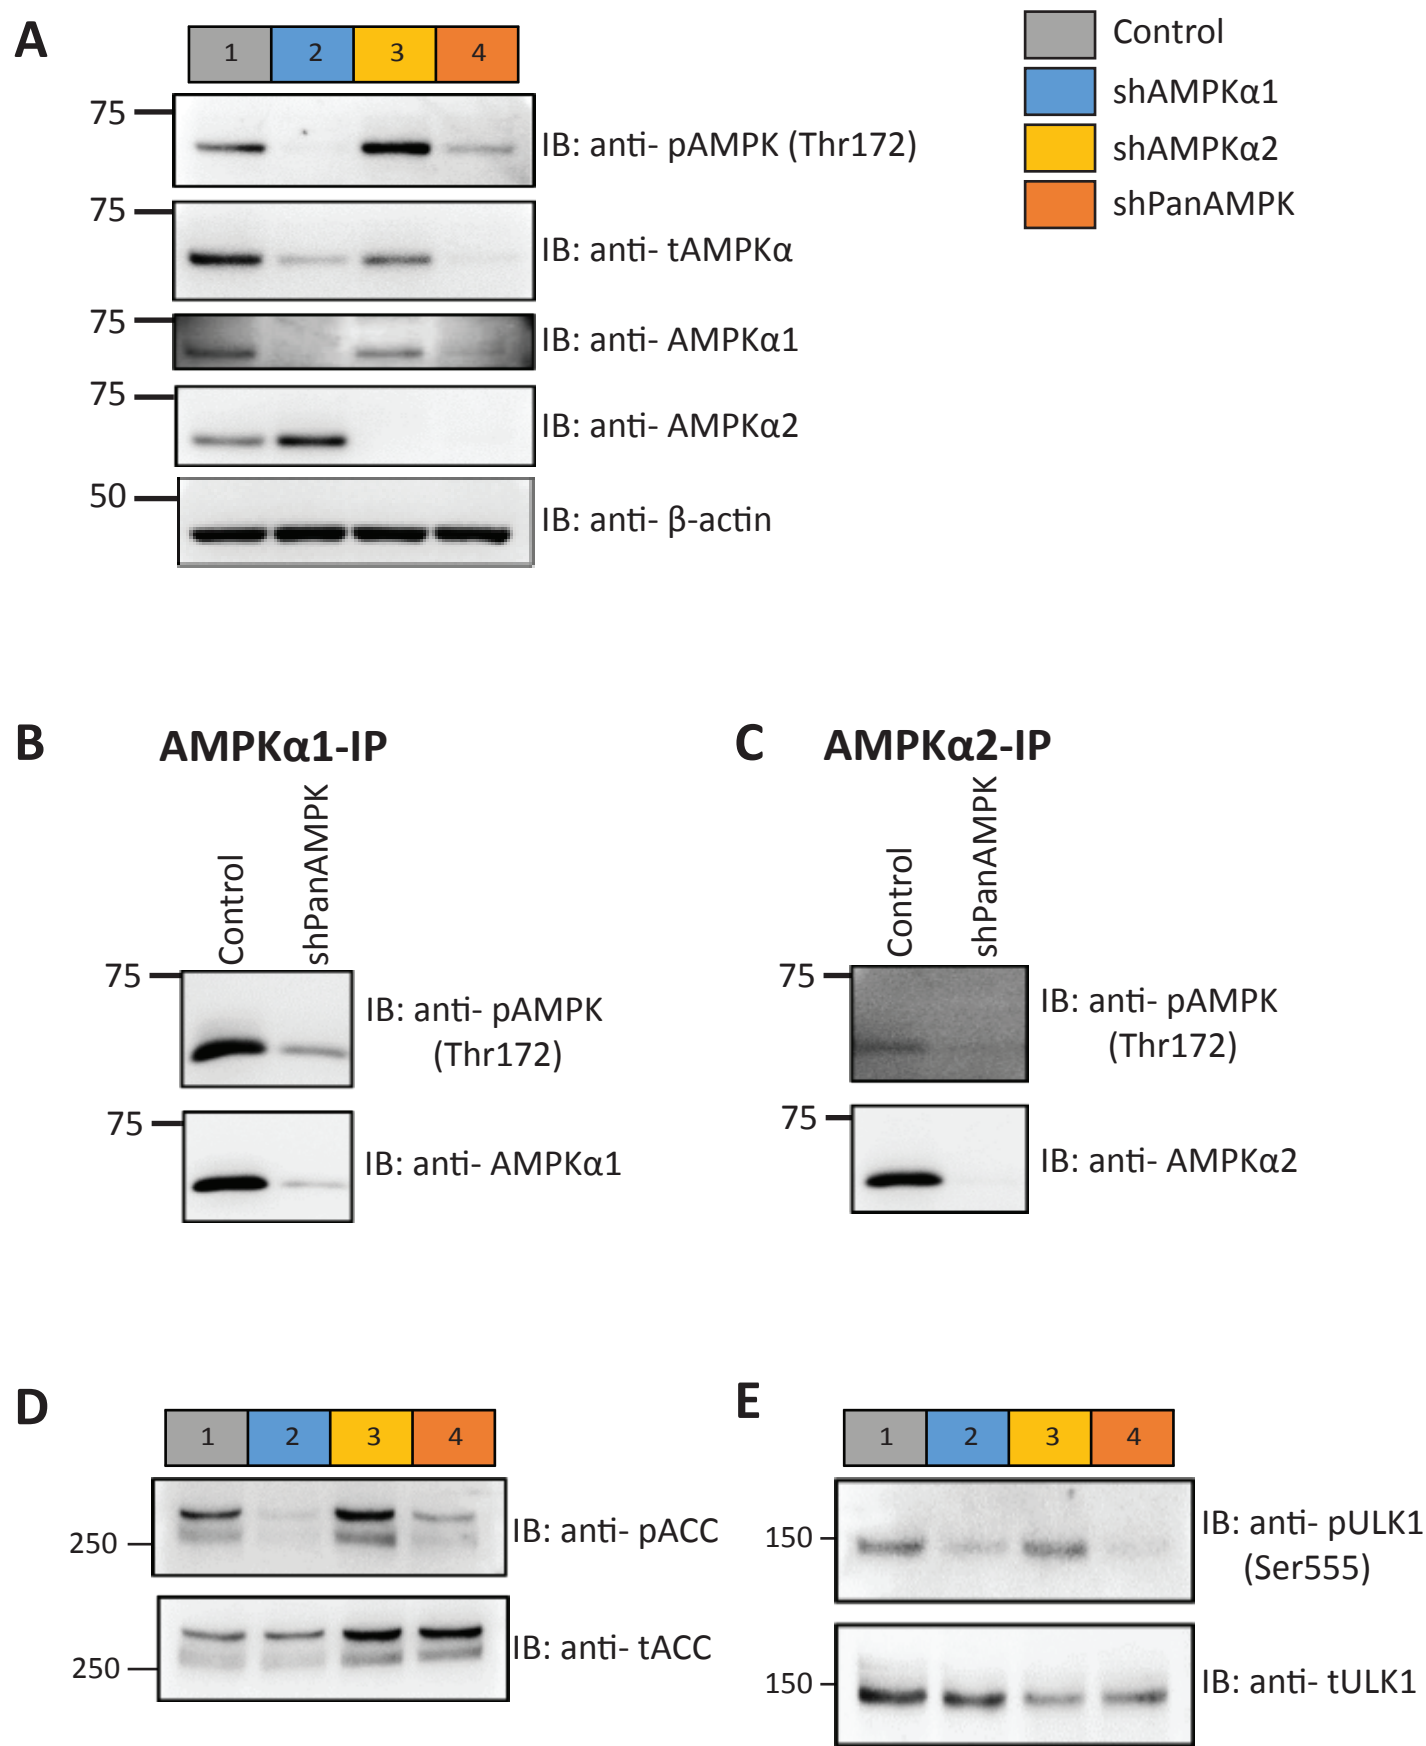 A
1 2 3 4
Control
shAMPKα1
shAMPKα2
shPanAMPK
75
IB: anti- pAMPK (Thr172)
75
IB: anti- tAMPKα
75
IB: anti- AMPKα1
75
IB: anti- AMPKα2
50
IB: anti- β-actin
B
AMPKα1-IP
Control
shPanAMPK
75
IB: anti- pAMPK
(Thr172)
75
IB: anti- AMPKα1
C
AMPKα2-IP
Control
shPanAMPK
75
IB: anti- pAMPK
(Thr172)
75
IB: anti- AMPKα2
D
1 2 3 4
250
IB: anti- pACC
250
IB: anti- tACC
E
1 2 3 4
150
IB: anti- pULK1
(Ser555)
150
IB: anti- tULK1